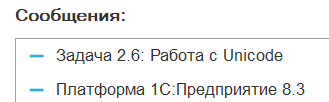 Сообщения:
Задача 2.6: Работа с Unicode
Платформа 1С:Предприятие 8.3